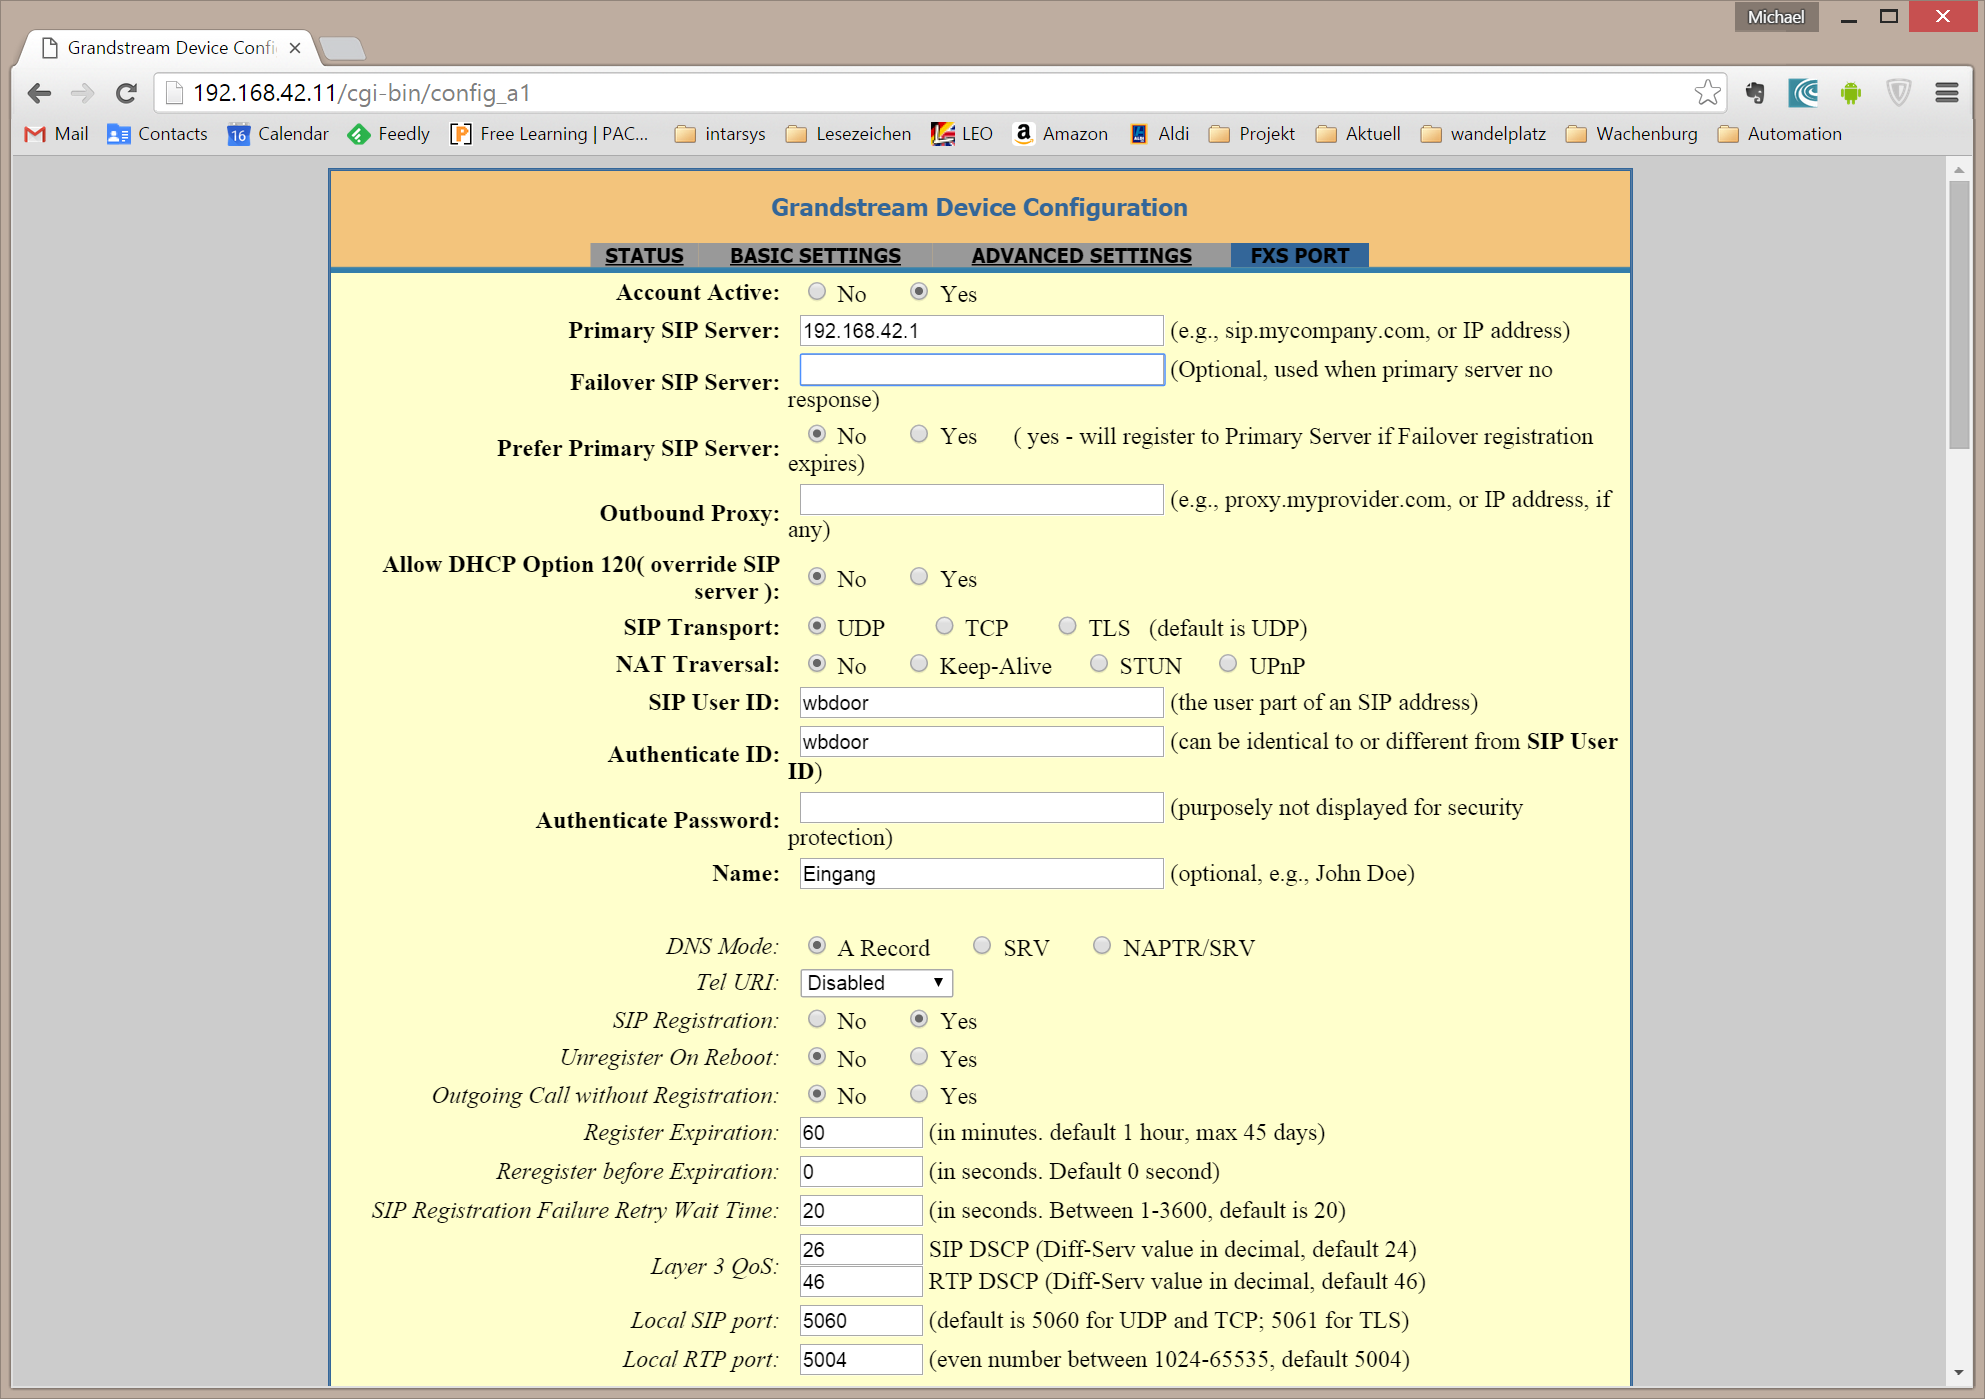 Michael
Grandstream Device Confi
192.168.42.11/cgi-bin/config_a1
Mail Contacts 16 Calendar Feedly [P] Free Learning | PAC... intarsys Lesezeichen LEO a Amazon ALDI Aldi Projekt Aktuell wandelplatz Wachenburg Automation
Grandstream Device Configuration
STATUS BASIC SETTINGS ADVANCED SETTINGS FXS PORT
Account Active: No Yes
Primary SIP Server: 192.168.42.1 (e.g., sip.mycompany.com, or IP address)
Failover SIP Server: (Optional, used when primary server no
response)
Prefer Primary SIP Server: No Yes ( yes - will register to Primary Server if Failover registration
expires)
Outbound Proxy: (e.g., proxy.myprovider.com, or IP address, if
any)
Allow DHCP Option 120( override SIP
server ): No Yes
SIP Transport: UDP TCP TLS (default is UDP)
NAT Traversal: No Keep-Alive STUN UPnP
SIP User ID: wbdoor (the user part of an SIP address)
Authenticate ID: wbdoor (can be identical to or different from SIP User
ID)
Authenticate Password: (purposely not displayed for security
protection)
Name: Eingang (optional, e.g., John Doe)
DNS Mode: A Record SRV NAPTR/SRV
Tel URI: Disabled
SIP Registration: No Yes
Unregister On Reboot: No Yes
Outgoing Call without Registration: No Yes
Register Expiration: 60 (in minutes. default 1 hour, max 45 days)
Reregister before Expiration: 0 (in seconds. Default 0 second)
SIP Registration Failure Retry Wait Time: 20 (in seconds. Between 1-3600, default is 20)
Layer 3 QoS: 26 SIP DSCP (Diff-Serv value in decimal, default 24)
46 RTP DSCP (Diff-Serv value in decimal, default 46)
Local SIP port: 5060 (default is 5060 for UDP and TCP; 5061 for TLS)
Local RTP port: 5004 (even number between 1024-65535, default 5004)